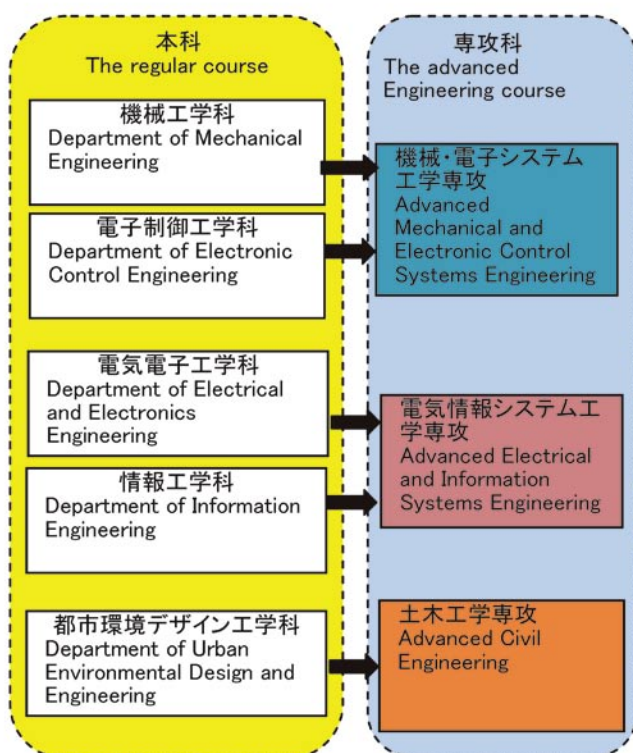 本科
The regular course
機械工学科
Department of Mechanical
Engineering
電子制御工学科
Department of Electronic
Control Engineering
電気電子工学科
Department of Electrical
and Electronics
Engineering
情報工学科
Department of Information
Engineering
都市環境デザイン工学科
Department of Urban
Environmental Design and
Engineering
専攻科
The advanced
Engineering course
機械・電子システム
工学専攻
Advanced
Mechanical and
Electronic Control
Systems Engineering
電気情報システム工
学専攻
Advanced Electrical
and Information
Systems Engineering
土木工学専攻
Advanced Civil
Engineering